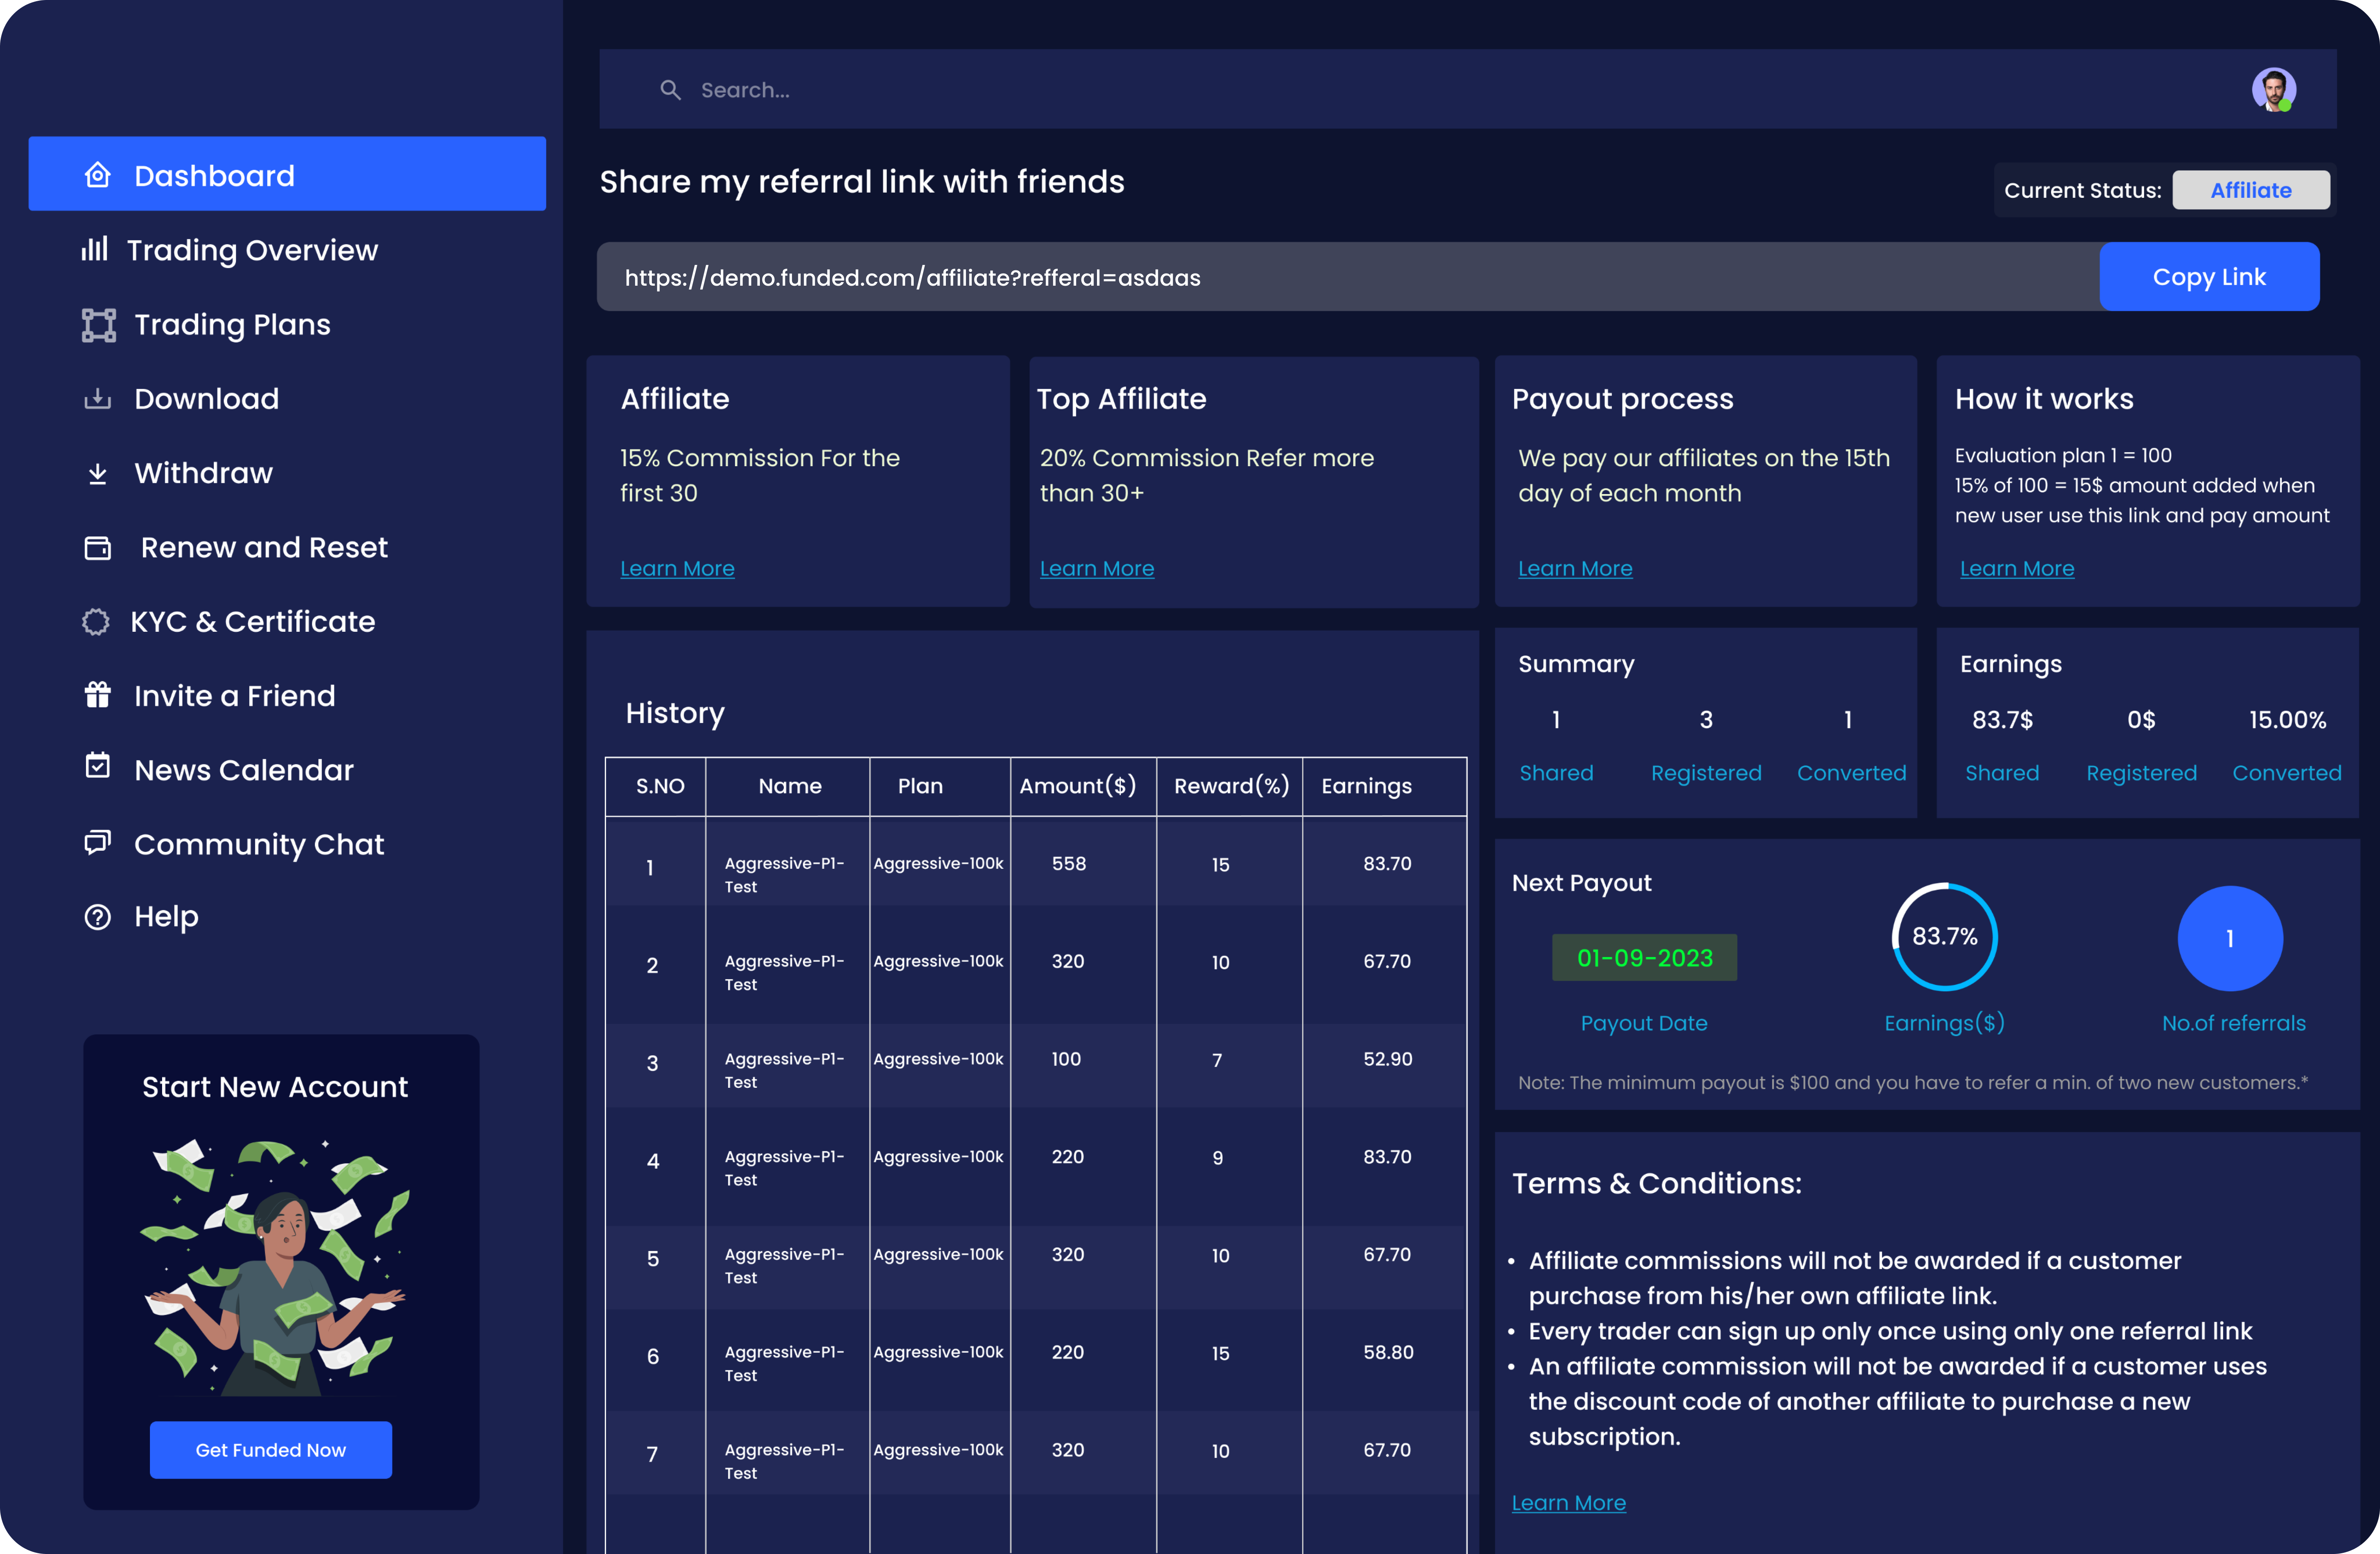 Search...
Dashboard
Trading Overview
Trading Plans
Download
Withdraw
Renew and Reset
KYC & Certificate
Invite a Friend
News Calendar
Community Chat
Help
Start New Account
Get Funded Now
Share my referral link with friends
Current Status: Affiliate
https://demo.funded.com/affiliate?refferal=asdaas
Copy Link
Affiliate
15% Commission For the
first 30
Learn More
Top Affiliate
20% Commission Refer more
than 30+
Learn More
Payout process
We pay our affiliates on the 15th
day of each month
Learn More
How it works
Evaluation plan 1 = 100
15% of 100 = 15$ amount added when
new user use this link and pay amount
Learn More
History
S.NO Name Plan Amount($) Reward(%) Earnings
1 Aggressive-P1- Aggressive-100k 558 15 83.70
Test
2 Aggressive-P1- Aggressive-100k 320 10 67.70
Test
3 Aggressive-P1- Aggressive-100k 100 7 52.90
Test
4 Aggressive-P1- Aggressive-100k 220 9 83.70
Test
5 Aggressive-P1- Aggressive-100k 320 10 67.70
Test
6 Aggressive-P1- Aggressive-100k 220 15 58.80
Test
7 Aggressive-P1- Aggressive-100k 320 10 67.70
Test
Summary
1 3 1
Shared Registered Converted
Earnings
83.7$ 0$ 15.00%
Shared Registered Converted
Next Payout
01-09-2023 83.7% 1
Payout Date Earnings($) No.of referrals
Note: The minimum payout is $100 and you have to refer a min. of two new customers.*
Terms & Conditions:
• Affiliate commissions will not be awarded if a customer
purchase from his/her own affiliate link.
• Every trader can sign up only once using only one referral link
• An affiliate commission will not be awarded if a customer uses
the discount code of another affiliate to purchase a new
subscription.
Learn More